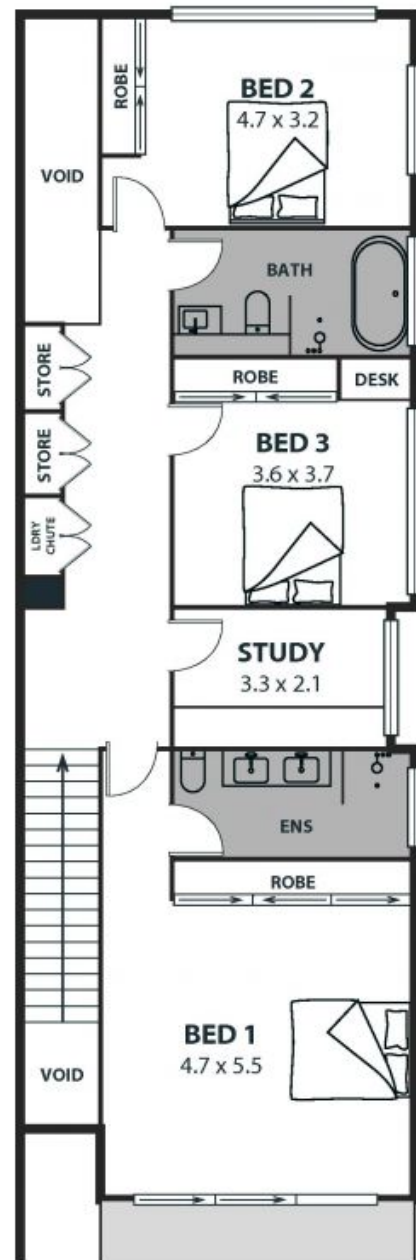 BED 2
4.7 x 3.2
ROBE
VOID
BATH
STORE
ROBE
DESK
STORE
BED 3
3.6 x 3.7
LDRY
CHUTE
STUDY
3.3 x 2.1
ENS
ROBE
BED 1
4.7 x 5.5
VOID